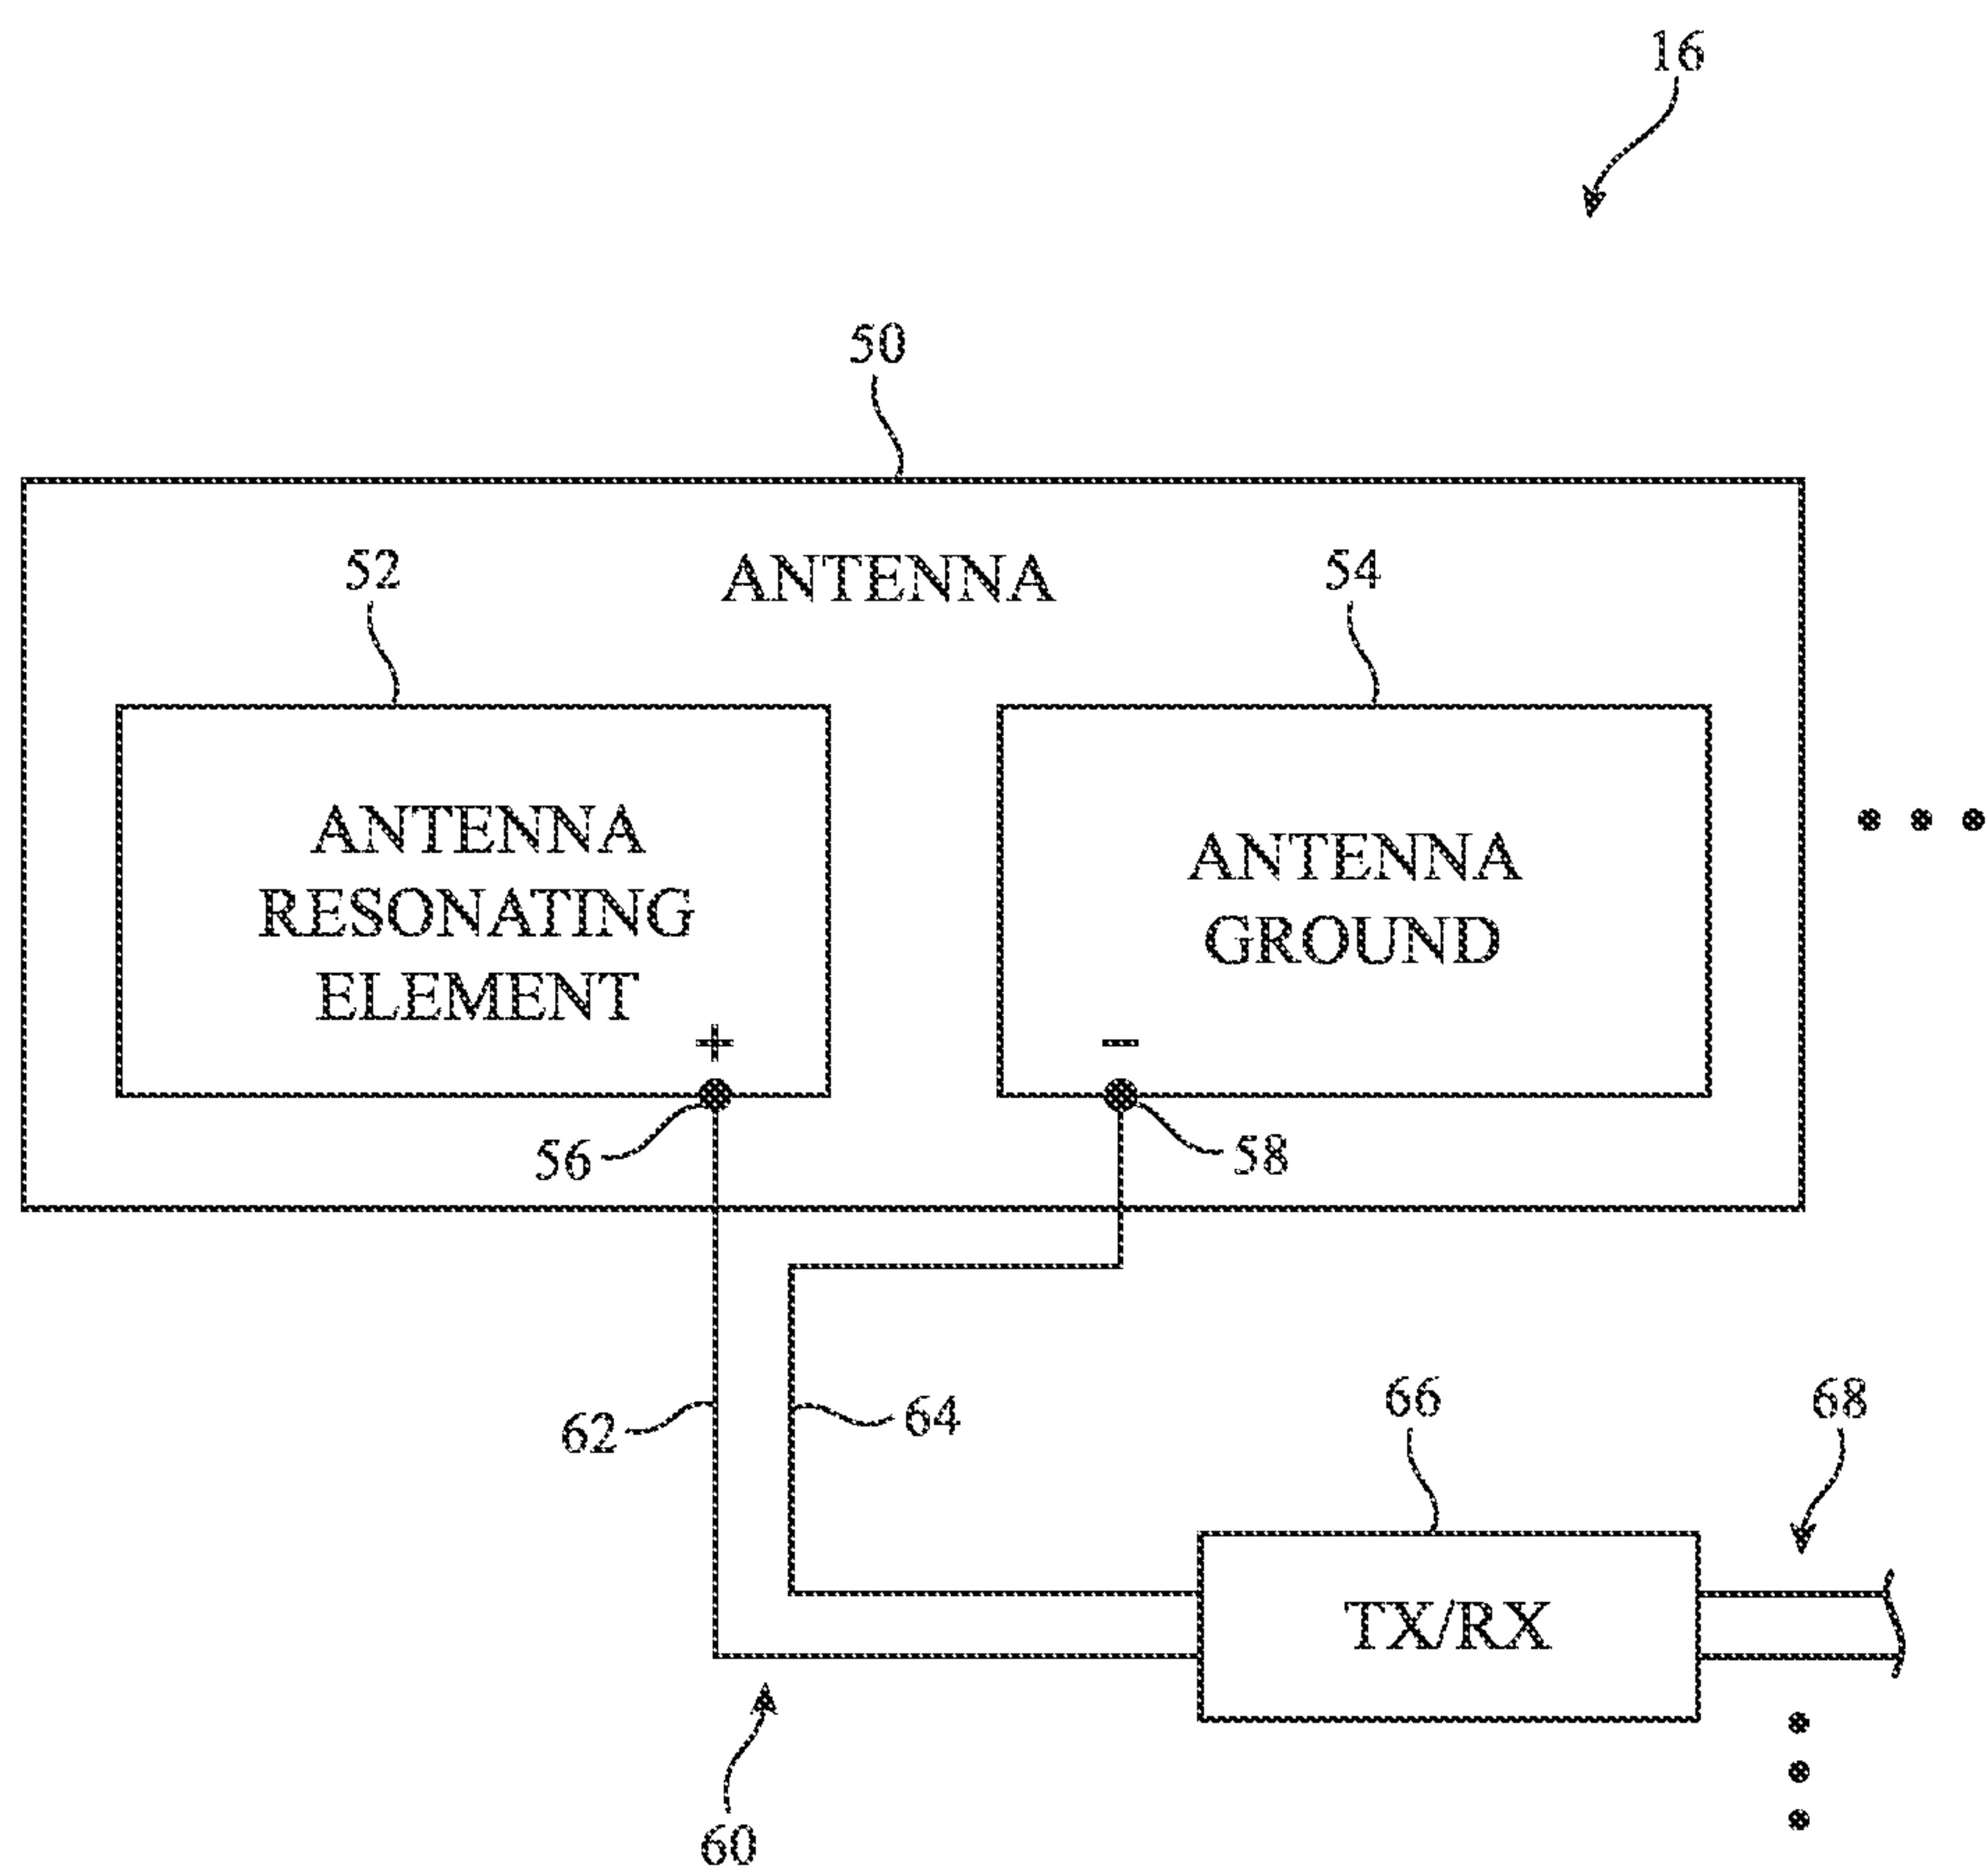 16
50
ANTENNA
52
54
ANTENNA
RESONATING
ELEMENT
+
ANTENNA
GROUND
−
56
58
62
64
66
68
TX/RX
60